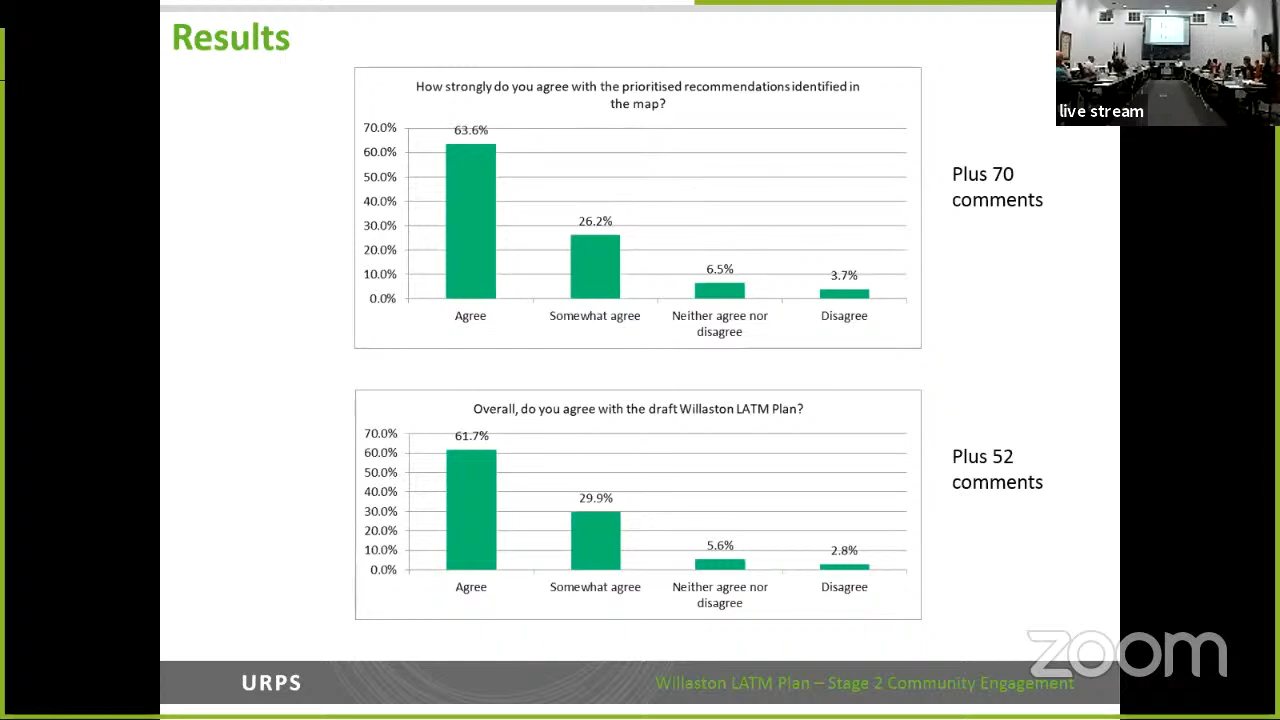 Results
live stream
How strongly do you agree with the prioritised recommendations identified in
the map?
70.0%
60.0%
50.0%
40.0%
30.0%
20.0%
10.0%
0.0%
63.6%
26.2%
6.5%
3.7%
Agree
Somewhat agree
Neither agree nor
disagree
Disagree
Plus 70
comments
Overall, do you agree with the draft Willaston LATM Plan?
70.0%
60.0%
50.0%
40.0%
30.0%
20.0%
10.0%
0.0%
61.7%
29.9%
5.6%
2.8%
Agree
Somewhat agree
Neither agree nor
disagree
Disagree
Plus 52
comments
zoom
URPS
Willaston LATM Plan – Stage 2 Community Engagement